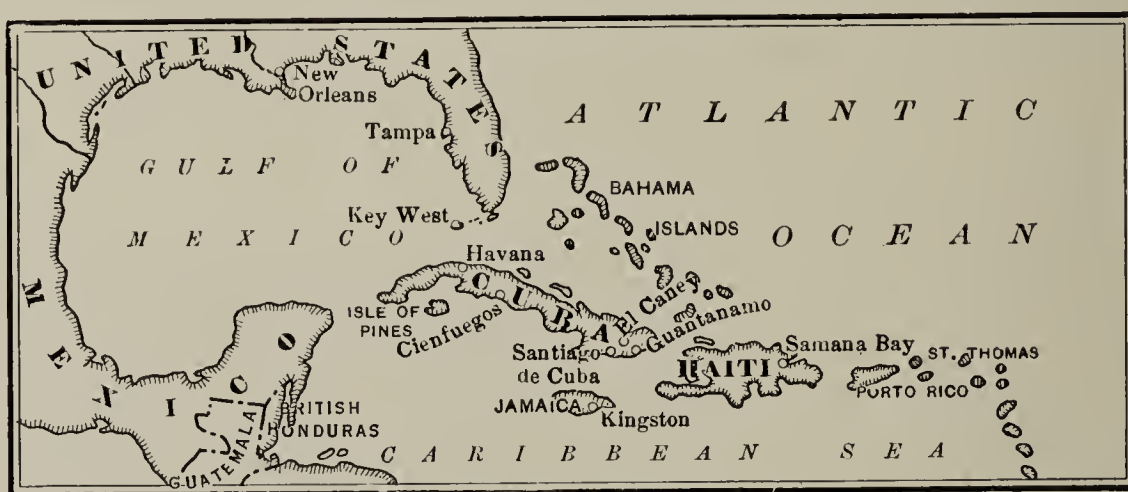 UNITED STATES
New
Orleans
Tampa
ATLANTIC
GULF OF
BAHAMA
Key West
ISLANDS
MEXICO
OCEAN
Havana
CUBA
El Caney
ISLE OF
PINES
Cienfuegos
Guantanamo
MEXICO
Santiago
de Cuba
HAITI
Samana Bay
ST. THOMAS
PORTO RICO
JAMAICA
Kingston
BRITISH
HONDURAS
GUATEMALA
CARIBBEAN SEA